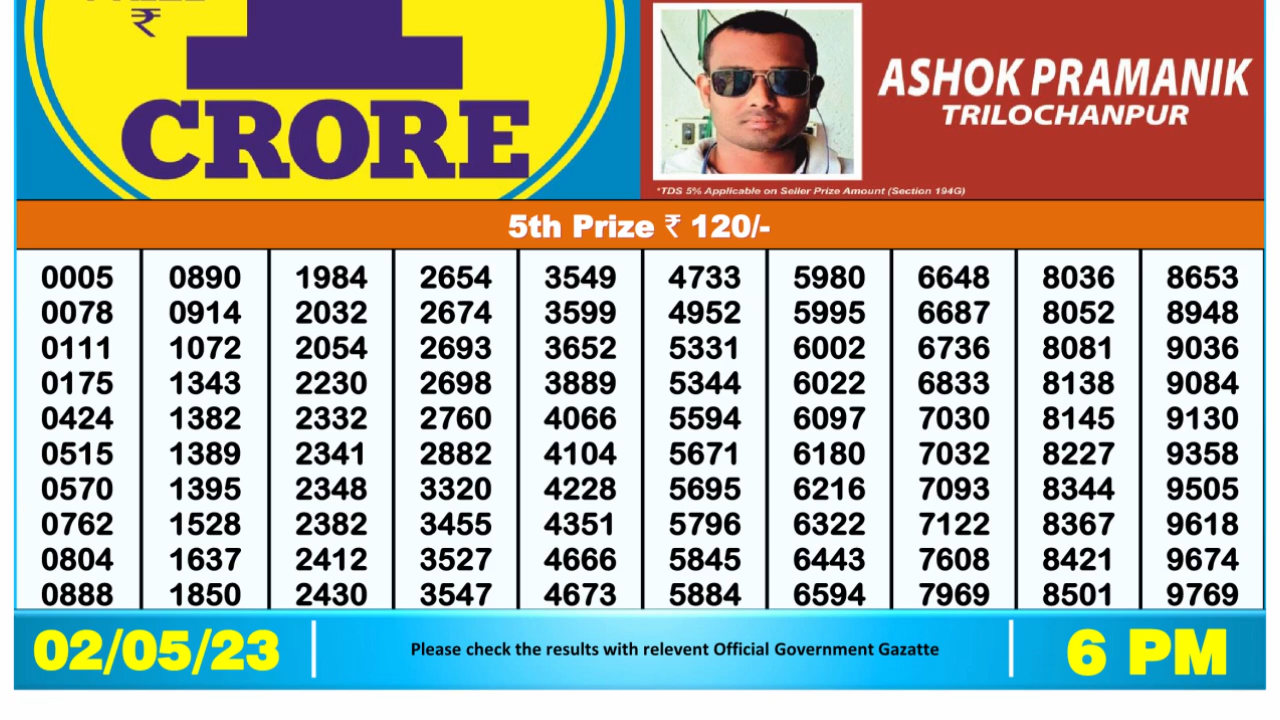 ₹
1
CRORE
ASHOK PRAMANIK
TRILOCHANPUR
*TDS 5% Applicable on Seller Prize Amount (Section 194G)
5th Prize ₹ 120/-
0005 0890 1984 2654 3549 4733 5980 6648 8036 8653
0078 0914 2032 2674 3599 4952 5995 6687 8052 8948
0111 1072 2054 2693 3652 5331 6002 6736 8081 9036
0175 1343 2230 2698 3889 5344 6022 6833 8138 9084
0424 1382 2332 2760 4066 5594 6097 7030 8145 9130
0515 1389 2341 2882 4104 5671 6180 7032 8227 9358
0570 1395 2348 3320 4228 5695 6216 7093 8344 9505
0762 1528 2382 3455 4351 5796 6322 7122 8367 9618
0804 1637 2412 3527 4666 5845 6443 7608 8421 9674
0888 1850 2430 3547 4673 5884 6594 7969 8501 9769
02/05/23
Please check the results with relevent Official Government Gazatte
6 PM